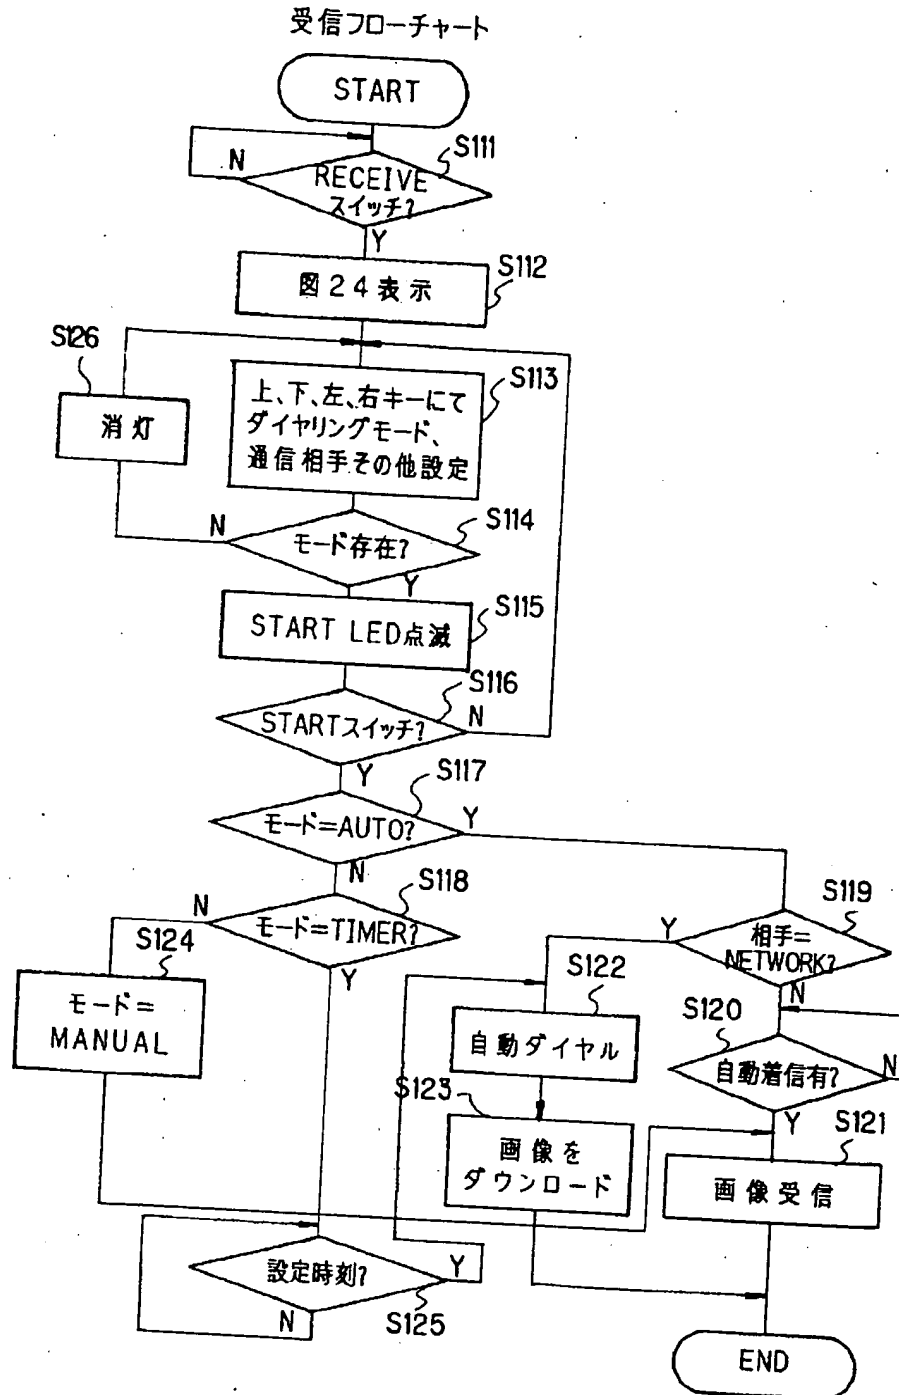 受信フローチャート
START
S111
N
RECEIVE
スイッチ?
Y
S112
図24表示
S126
S113
消灯
上、下、左、右キーにて
ダイヤリングモード、
通信相手その他設定
N
S114
モード存在?
Y
S115
START LED点滅
S116
STARTスイッチ?
N
Y
S117
モード=AUTO?
Y
N
S118
N
モード=TIMER?
Y
S119
相手=
NETWORK?
Y
N
S124
モード=
MANUAL
S122
自動ダイヤル
S120
自動着信有?
N
Y
S123
画像を
ダウンロード
S121
画像受信
設定時刻?
Y
N
S125
END